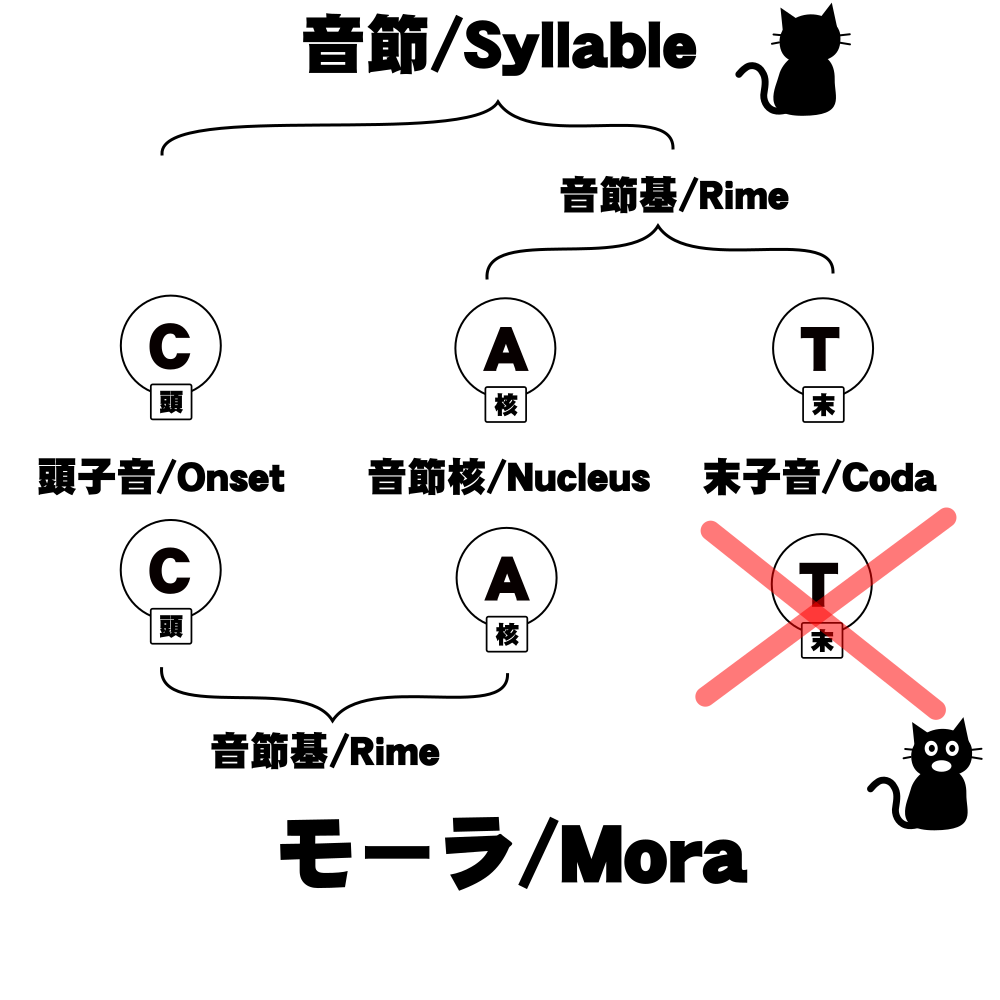 音節/Syllable
音節基/Rime
C
A
T
頭
核
末
頭子音/Onset
音節核/Nucleus
末子音/Coda
C
A
T
頭
核
末
音節基/Rime
モーラ/Mora